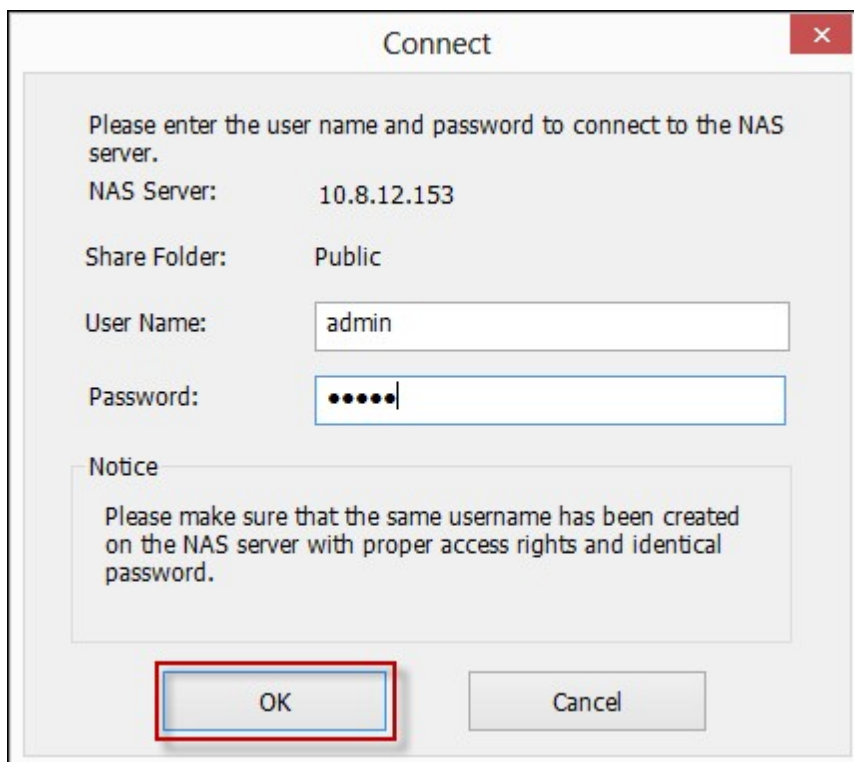 Connect
Please enter the user name and password to connect to the NAS
server.
NAS Server: 10.8.12.153
Share Folder: Public
User Name: admin
Password: •••••
Notice
Please make sure that the same username has been created
on the NAS server with proper access rights and identical
password.
OK Cancel